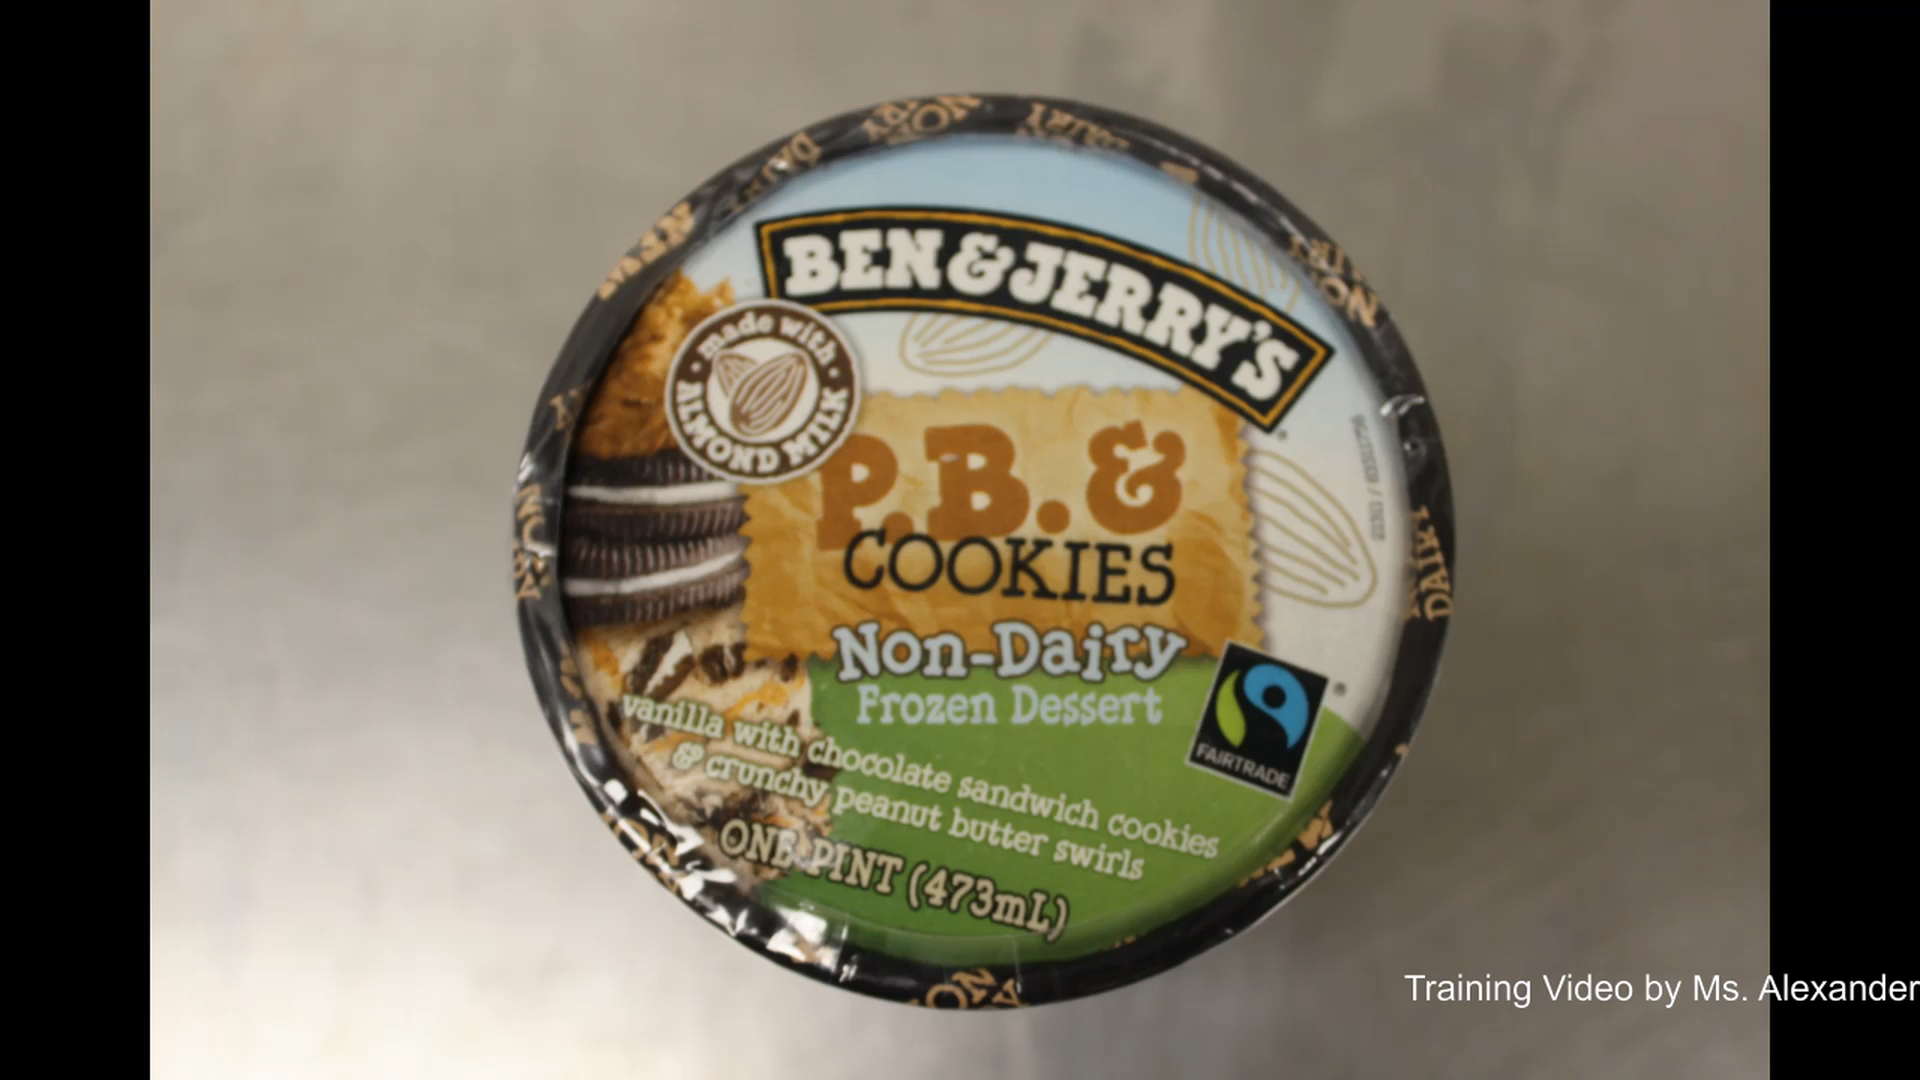 BEN & JERRY'S
made with
ALMOND MILK
P.B. &
COOKIES
Non-Dairy
Frozen Dessert
FAIRTRADE
vanilla with chocolate sandwich cookies
& crunchy peanut butter swirls
ONE PINT (473mL)
Training Video by Ms. Alexander